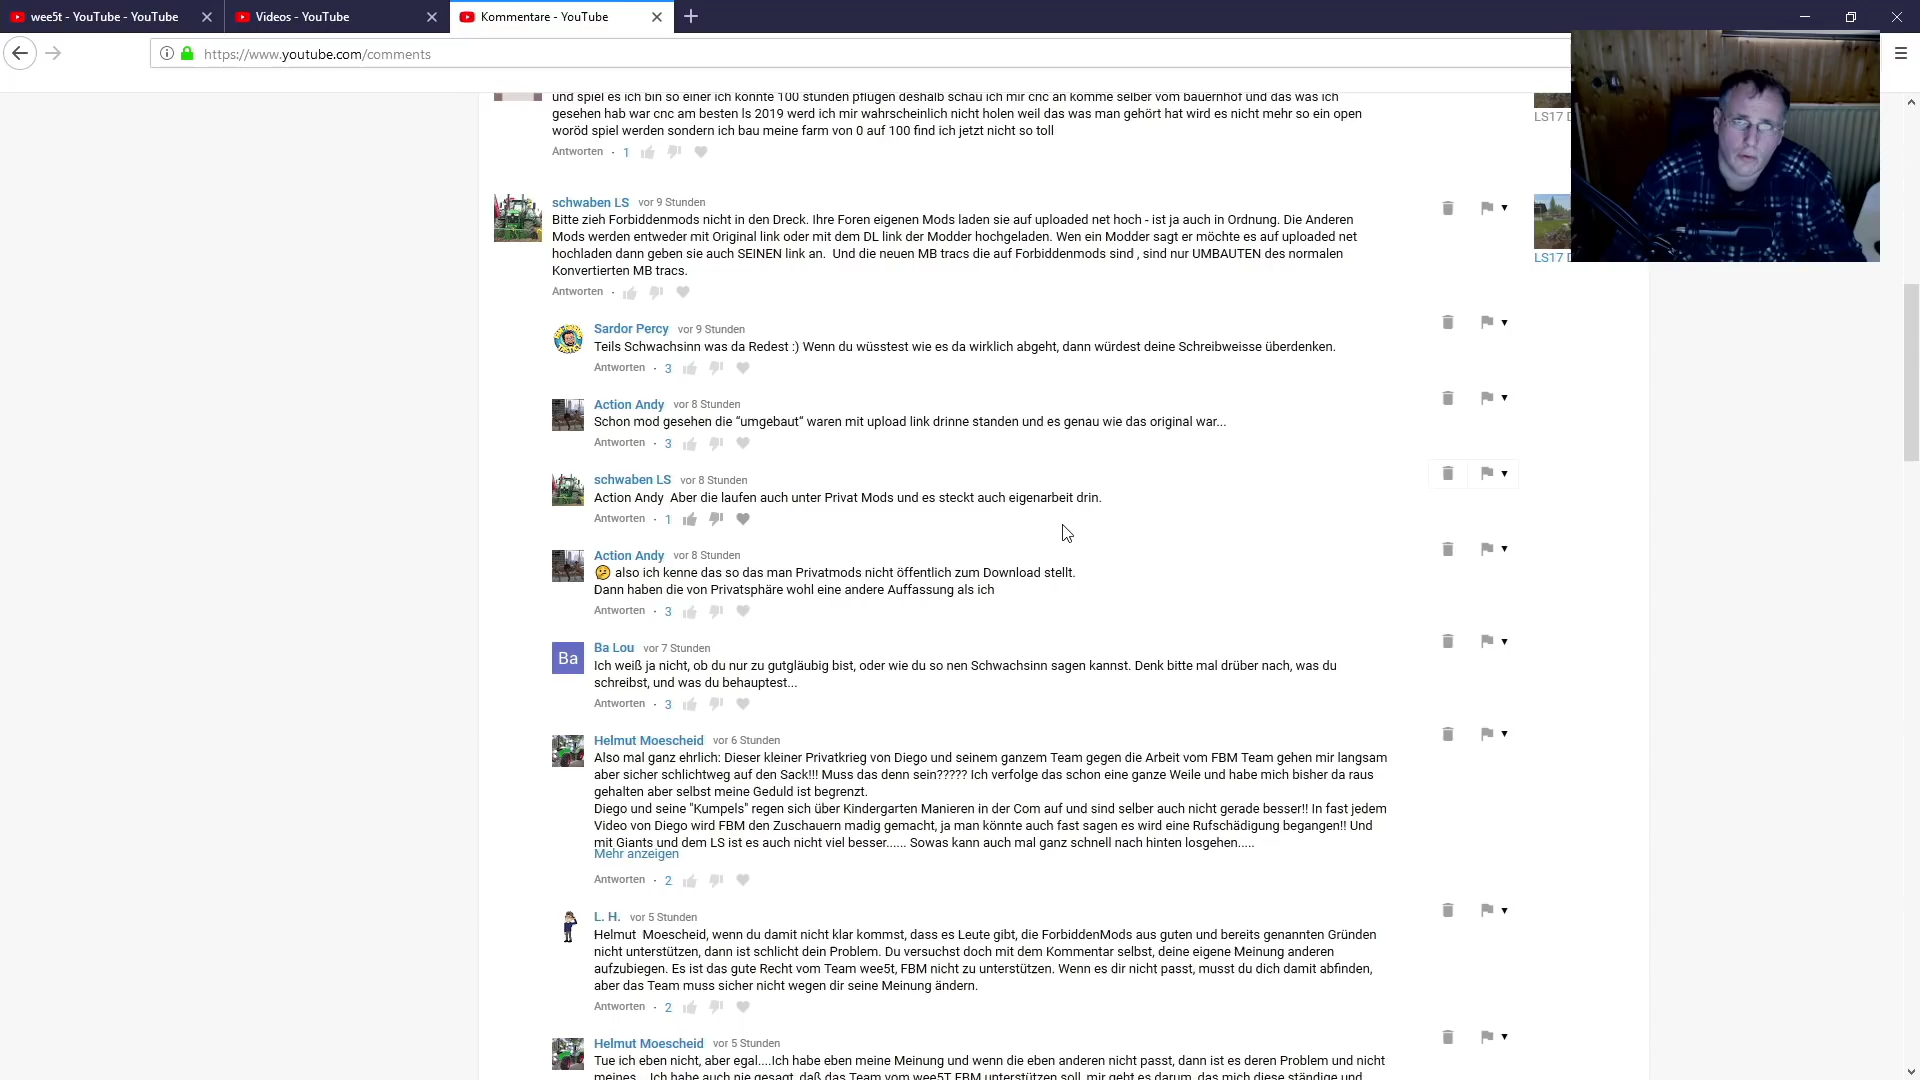 wee5t - YouTube - YouTube
Videos - YouTube
Kommentare - YouTube
https://www.youtube.com/comments
und spiel es ich bin so einer ich konnte 100 stunden pflugen deshalb schau ich mir cnc an komme selber vom bauernhof und das was ich
gesehen hab war cnc am besten ls 2019 werd ich mir wahrscheinlich nicht holen weil das was man gehört hat wird es nicht mehr so ein open
woröd spiel werden sondern ich bau meine farm von 0 auf 100 find ich jetzt nicht so toll
LS17 D
Antworten · 1
schwaben LS vor 9 Stunden
Bitte zieh Forbiddenmods nicht in den Dreck. Ihre Foren eigenen Mods laden sie auf uploaded net hoch - ist ja auch in Ordnung. Die Anderen
Mods werden entweder mit Original link oder mit dem DL link der Modder hochgeladen. Wen ein Modder sagt er möchte es auf uploaded net
hochladen dann geben sie auch SEINEN link an. Und die neuen MB tracs die auf Forbiddenmods sind , sind nur UMBAUTEN des normalen
Konvertierten MB tracs.
LS17 D
Antworten ·
Sardor Percy vor 9 Stunden
Teils Schwachsinn was da Redest :) Wenn du wüsstest wie es da wirklich abgeht, dann würdest deine Schreibweisse überdenken.
Antworten · 3
Action Andy vor 8 Stunden
Schon mod gesehen die “umgebaut“ waren mit upload link drinne standen und es genau wie das original war...
Antworten · 3
schwaben LS vor 8 Stunden
Action Andy Aber die laufen auch unter Privat Mods und es steckt auch eigenarbeit drin.
Antworten · 1
Action Andy vor 8 Stunden
🤔 also ich kenne das so das man Privatmods nicht öffentlich zum Download stellt.
Dann haben die von Privatsphäre wohl eine andere Auffassung als ich
Antworten · 3
Ba
Ba Lou vor 7 Stunden
Ich weiß ja nicht, ob du nur zu gutgläubig bist, oder wie du so nen Schwachsinn sagen kannst. Denk bitte mal drüber nach, was du
schreibst, und was du behauptest...
Antworten · 3
Helmut Moescheid vor 6 Stunden
Also mal ganz ehrlich: Dieser kleiner Privatkrieg von Diego und seinem ganzem Team gegen die Arbeit vom FBM Team gehen mir langsam
aber sicher schlichtweg auf den Sack!!! Muss das denn sein????? Ich verfolge das schon eine ganze Weile und habe mich bisher da raus
gehalten aber selbst meine Geduld ist begrenzt.
Diego und seine "Kumpels" regen sich über Kindergarten Manieren in der Com auf und sind selber auch nicht gerade besser!! In fast jedem
Video von Diego wird FBM den Zuschauern madig gemacht, ja man könnte auch fast sagen es wird eine Rufschädigung begangen!! Und
mit Giants und dem LS ist es auch nicht viel besser...... Sowas kann auch mal ganz schnell nach hinten losgehen.....
Mehr anzeigen
Antworten · 2
L. H. vor 5 Stunden
Helmut Moescheid, wenn du damit nicht klar kommst, dass es Leute gibt, die ForbiddenMods aus guten und bereits genannten Gründen
nicht unterstützen, dann ist schlicht dein Problem. Du versuchst doch mit dem Kommentar selbst, deine eigene Meinung anderen
aufzubiegen. Es ist das gute Recht vom Team wee5t, FBM nicht zu unterstützen. Wenn es dir nicht passt, musst du dich damit abfinden,
aber das Team muss sicher nicht wegen dir seine Meinung ändern.
Antworten · 2
Helmut Moescheid vor 5 Stunden
Tue ich eben nicht, aber egal....Ich habe eben meine Meinung und wenn die eben anderen nicht passt, dann ist es deren Problem und nicht
meines... Ich habe auch nie gesagt, daß das Team vom wee5T FBM unterstützen soll, mir geht es darum, das mich diese ständige und